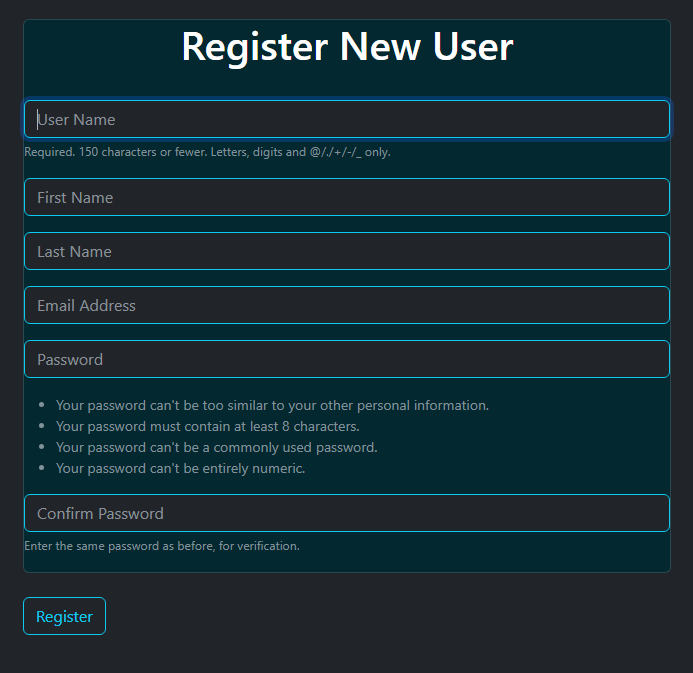 Register New User
User Name
Required. 150 characters or fewer. Letters, digits and @/./+/-/_ only.
First Name
Last Name
Email Address
Password
Your password can't be too similar to your other personal information.
Your password must contain at least 8 characters.
Your password can't be a commonly used password.
Your password can't be entirely numeric.
Confirm Password
Enter the same password as before, for verification.
Register